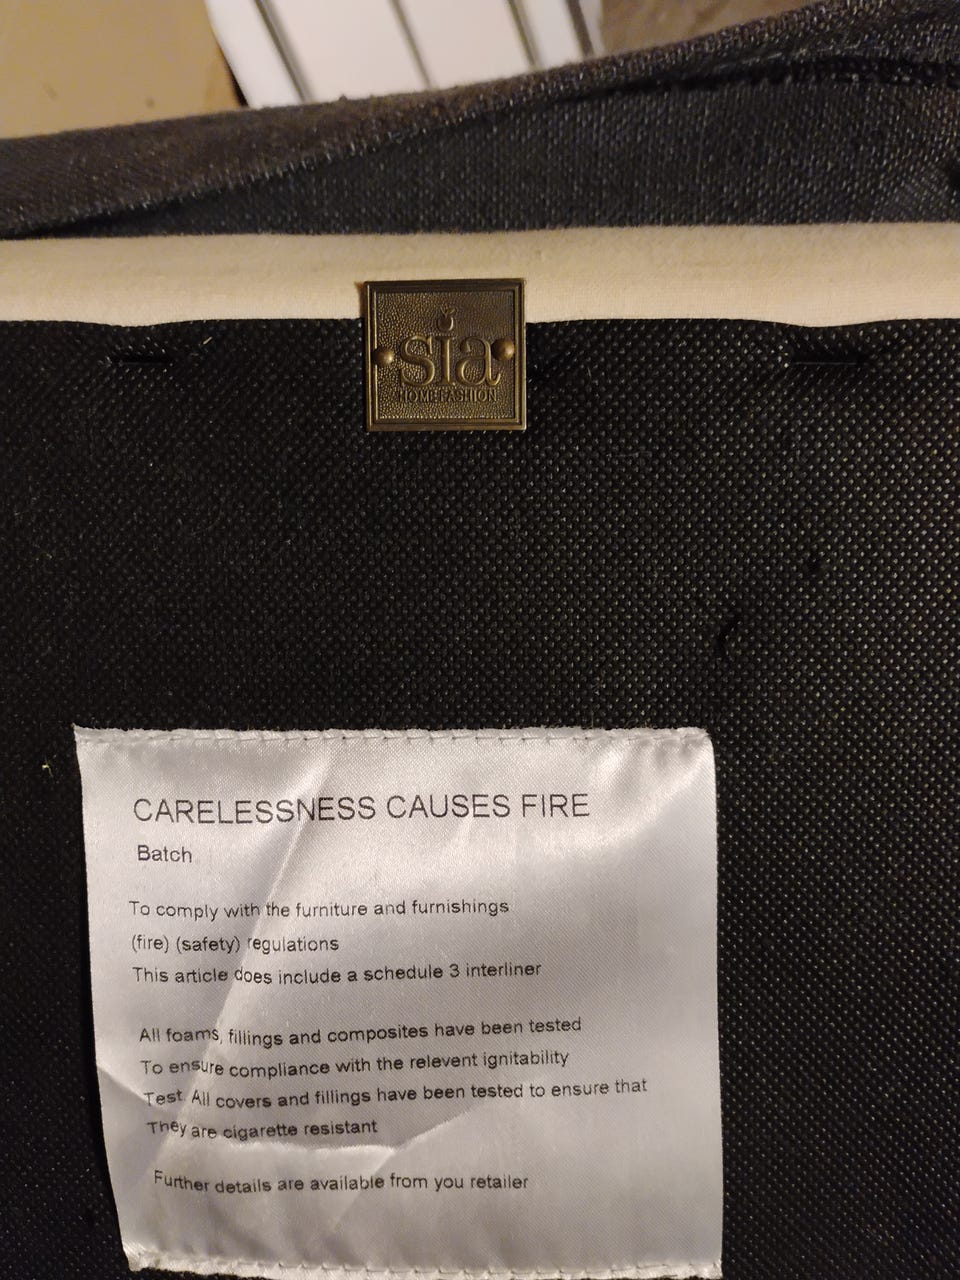 sia
HOME FASHION
CARELESSNESS CAUSES FIRE
Batch
To comply with the furniture and furnishings
(fire) (safety) regulations
This article does include a schedule 3 interliner
All foams, fillings and composites have been tested
To ensure compliance with the relevent ignitability
Test. All covers and fillings have been tested to ensure that
They are cigarette resistant
Further details are available from you retailer